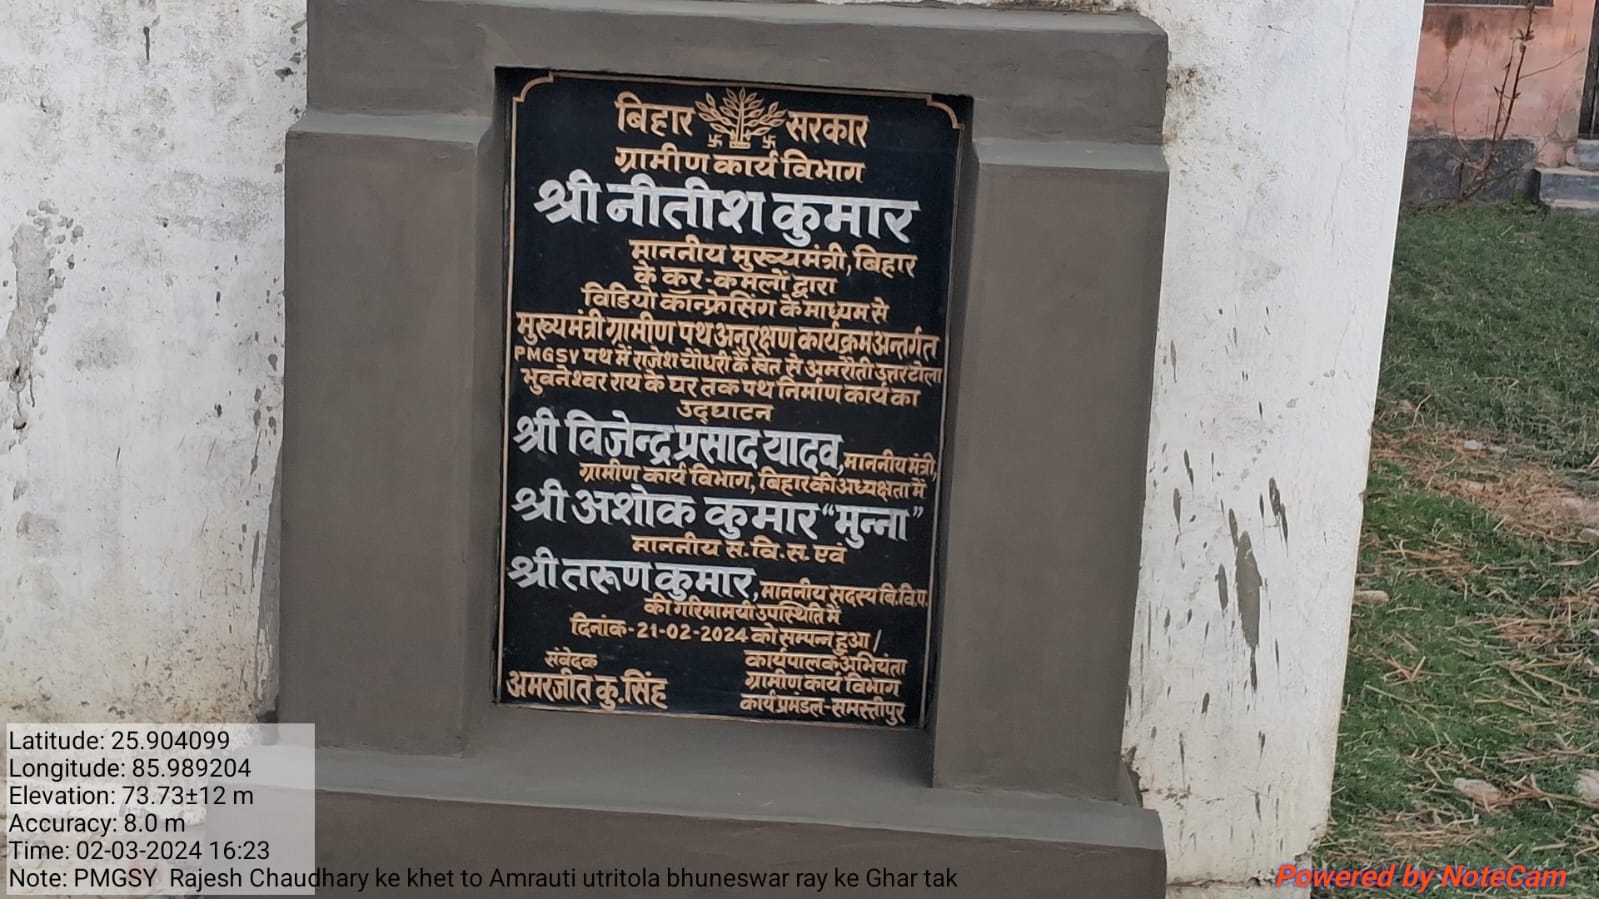 बिहार सरकार
ग्रामीण कार्य विभाग
श्री नीतीश कुमार
माननीय मुख्यमंत्री, बिहार
के कर-कमलों द्वारा
विडियो कॉन्फ्रेसिंग के माध्यम से
मुख्यमंत्री ग्रामीण पथ अनुरक्षण कार्यक्रम अन्तर्गत
PMGSY पथ में राजेश चौधरी के खेत से अमरौती उत्तरटोला
भुवनेश्वर राय के घर तक पथ निर्माण कार्य का
उद्घाटन
श्री विजेन्द्र प्रसाद यादव, माननीय मंत्री,
ग्रामीण कार्य विभाग, बिहार की अध्यक्षता में
श्री अशोक कुमार "मुन्ना"
माननीय स. वि. स. एवं
श्री तरूण कुमार, माननीय सदस्य बि.वि.प.
की गरिमामयी उपस्थिति में
दिनांक-21-02-2024 को सम्पन्न हुआ /
संवेदक
अमरजीत कु. सिंह
कार्यपालक अभियंता
ग्रामीण कार्य विभाग
कार्य प्रमंडल-समस्तीपुर
Latitude: 25.904099
Longitude: 85.989204
Elevation: 73.73±12 m
Accuracy: 8.0 m
Time: 02-03-2024 16:23
Note: PMGSY Rajesh Chaudhary ke khet to Amrauti utritola bhuneswar ray ke Ghar tak
Powered by NoteCam